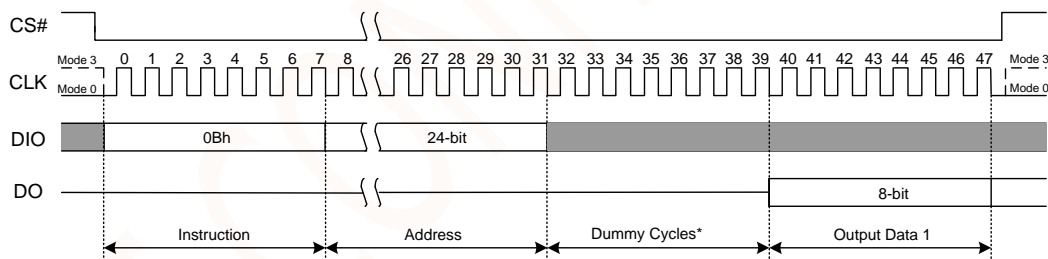 CS#
Mode 3 0 1 2 3 4 5 6 7 8 26 27 28 29 30 31 32 33 34 35 36 37 38 39 40 41 42 43 44 45 46 47 Mode 3
CLK
Mode 0 Mode 0
DIO 0Bh 24-bit
DO 8-bit
Instruction Address Dummy Cycles* Output Data 1